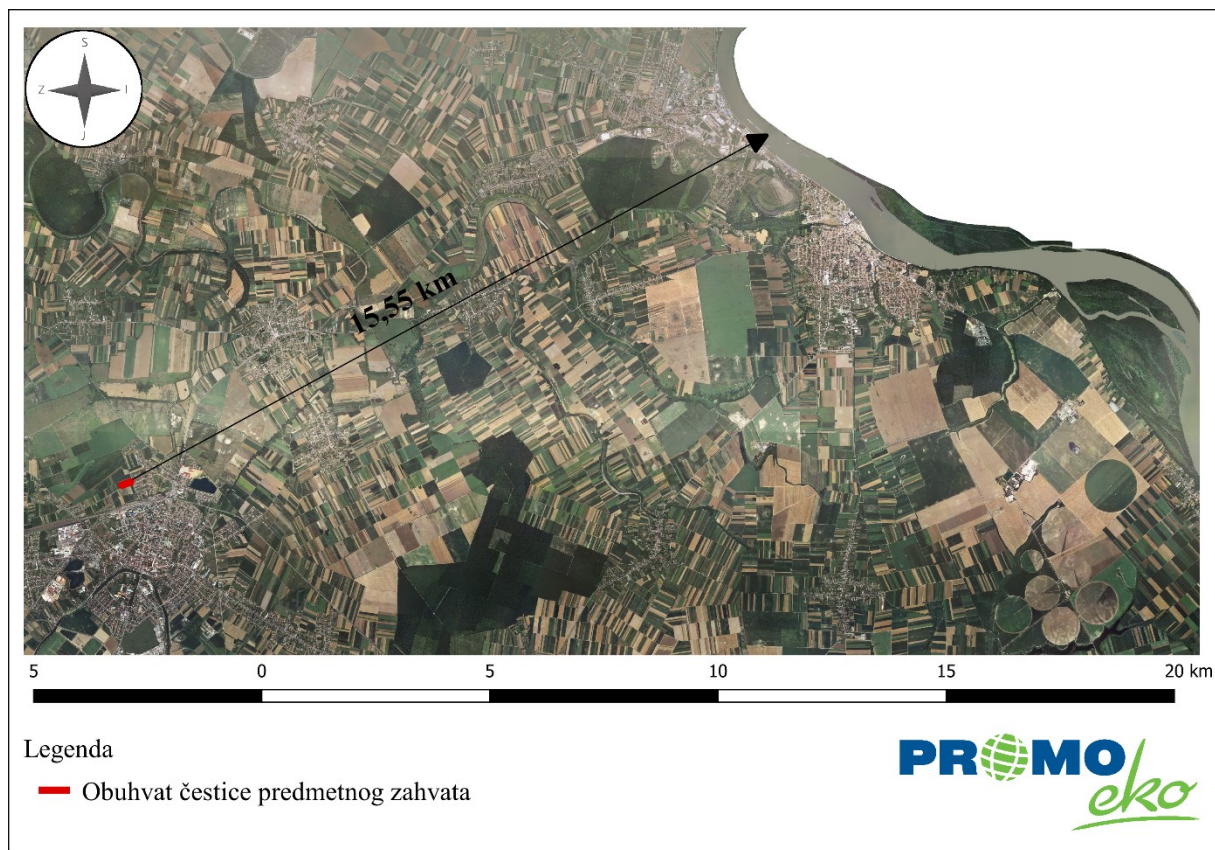 S
Z I
J
15,55 km
5 0 5 10 15 20 km
Legenda
Obuhvat čestice predmetnog zahvata
PROMO
eko